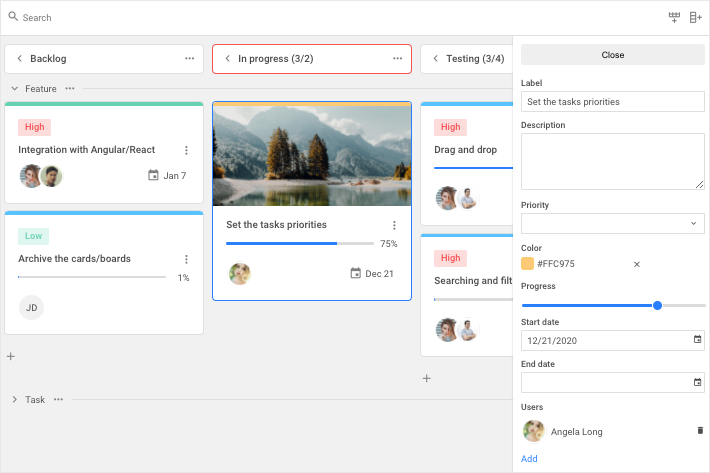 Search
Backlog
In progress (3/2)
Testing (3/4)
Feature
High
Integration with Angular/React
Jan 7
Low
Archive the cards/boards
1%
JD
Set the tasks priorities
75%
Dec 21
High
Drag and drop
High
Searching and filt
Task
Close
Label
Set the tasks priorities
Description
Priority
Color
#FFC975
Progress
Start date
12/21/2020
End date
Users
Angela Long
Add